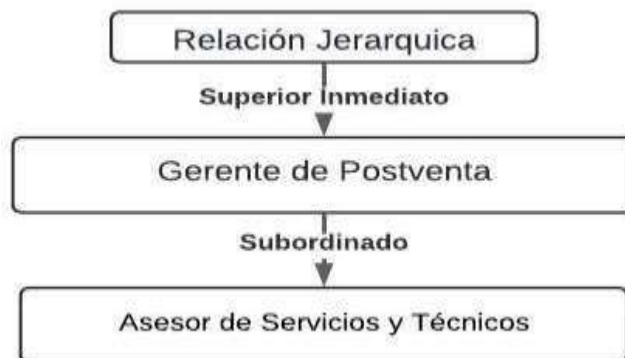 Relación Jerarquica
Superior Inmediato
Gerente de Postventa
Subordinado
Asesor de Servicios y Técnicos